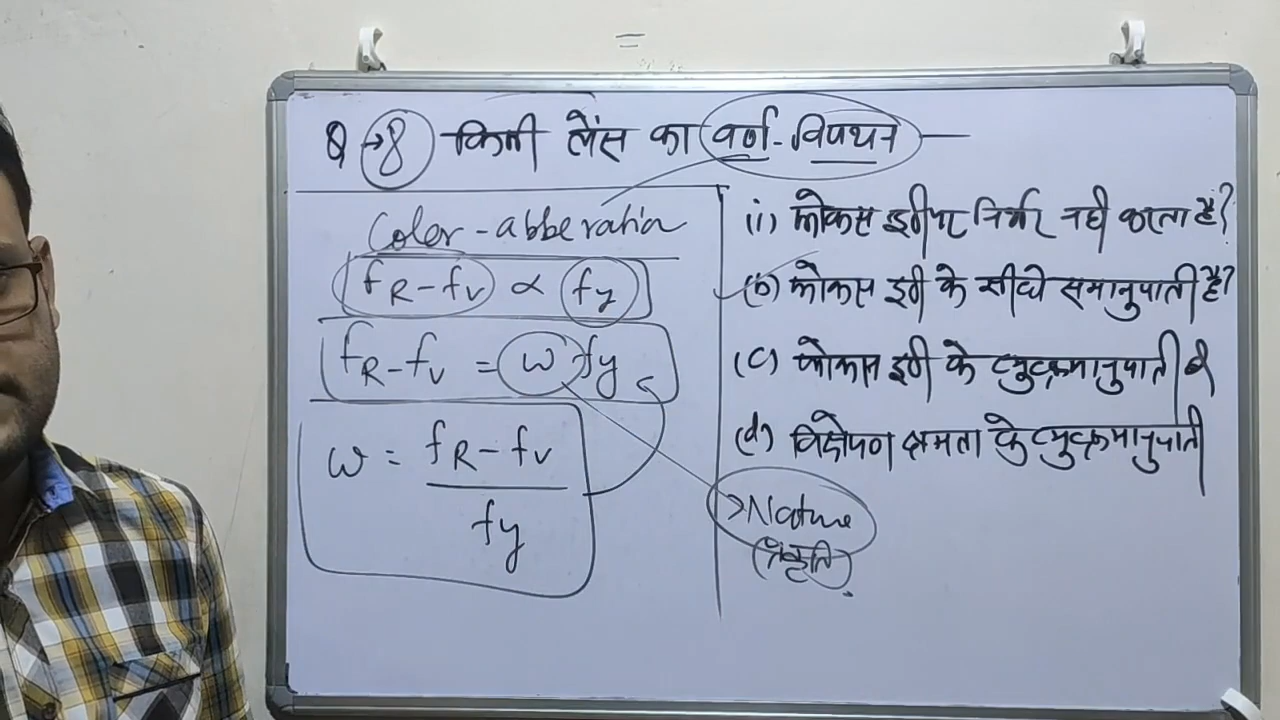 Q → 8 किसी लेंस का वर्ण-विपथन —
Color-abberation
fR - fv ∝ fy
fR - fv = ω fy
ω = fR - fv / fy
(i) फोकस दूरी पर निर्भर नही करता है?
(b) फोकस दूरी के सीधे समानुपाती है?
(c) फोकस दूरी के व्युत्क्रमानुपाती है
(d) विक्षेपण क्षमता के व्युत्क्रमानुपाती
>Nature
(प्रकृति)